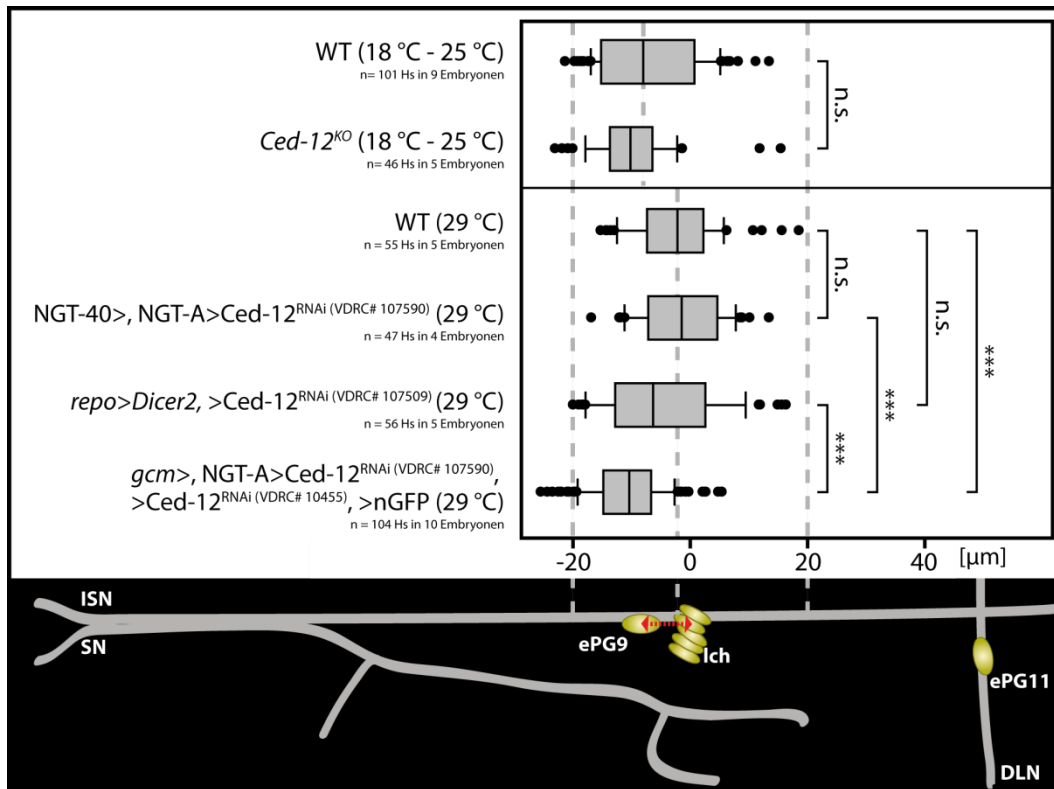 WT (18 °C - 25 °C)
n= 101 Hs in 9 Embryonen
Ced-12KO (18 °C - 25 °C)
n= 46 Hs in 5 Embryonen
n.s.
WT (29 °C)
n= 55 Hs in 5 Embryonen
NGT-40>, NGT-A>Ced-12RNAi (VDRC# 107590) (29 °C)
n = 47 Hs in 4 Embryonen
repo>Dicer2, >Ced-12RNAi (VDRC# 107509) (29 °C)
n = 56 Hs in 5 Embryonen
gcm>, NGT-A>Ced-12RNAi (VDRC# 107590),
>Ced-12RNAi (VDRC# 10455), >nGFP (29 °C)
n = 104 Hs in 10 Embryonen
n.s.
***
***
n.s.
***
-20 0 20 40 [µm]
ISN
SN
ePG9
lch
ePG11
DLN